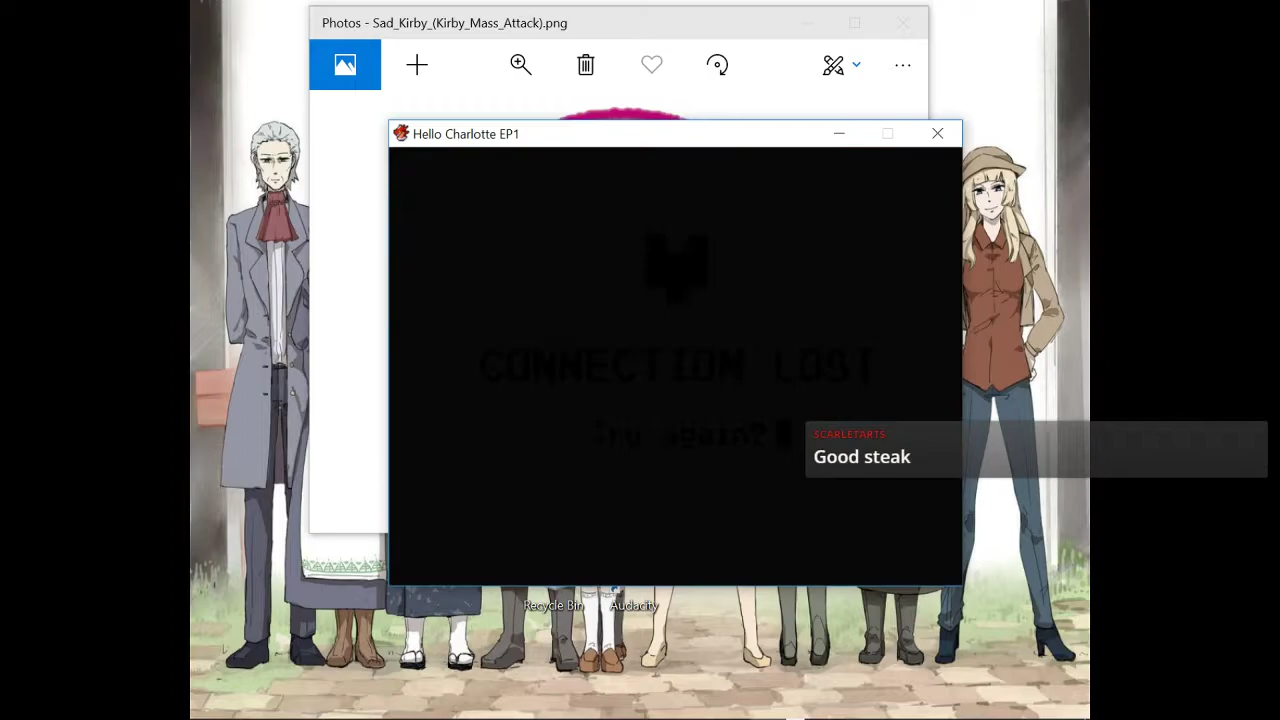 Photos - Sad_Kirby_(Kirby_Mass_Attack).png
Hello Charlotte EP1
CONNECTION LOST
Try again?
SCARLETARTS
Good steak
Recycle Bin
Audacity